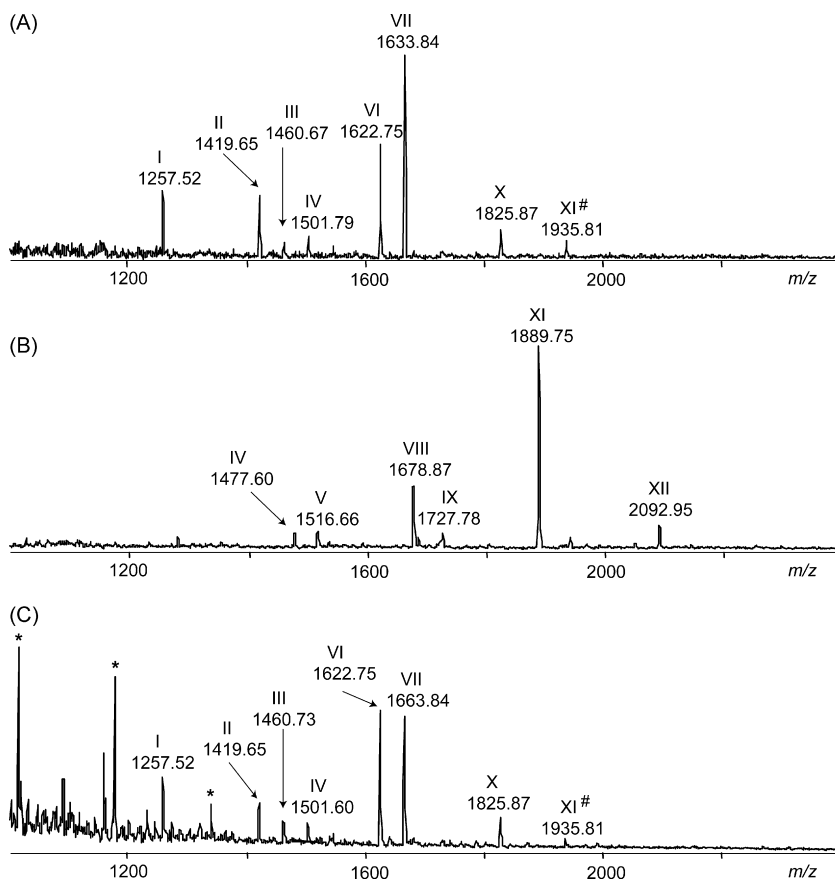 (A)
VII
1633.84
II
1419.65
III
1460.67
VI
1622.75
I
1257.52
IV
1501.79
X
1825.87
XI#
1935.81
1200
1600
2000
m/z
(B)
XI
1889.75
IV
1477.60
V
1516.66
VIII
1678.87
IX
1727.78
XII
2092.95
1200
1600
2000
m/z
(C)
*
*
VI
1622.75
VII
1663.84
I
1257.52
II
1419.65
III
1460.73
*
IV
1501.60
X
1825.87
XI#
1935.81
1200
1600
2000
m/z